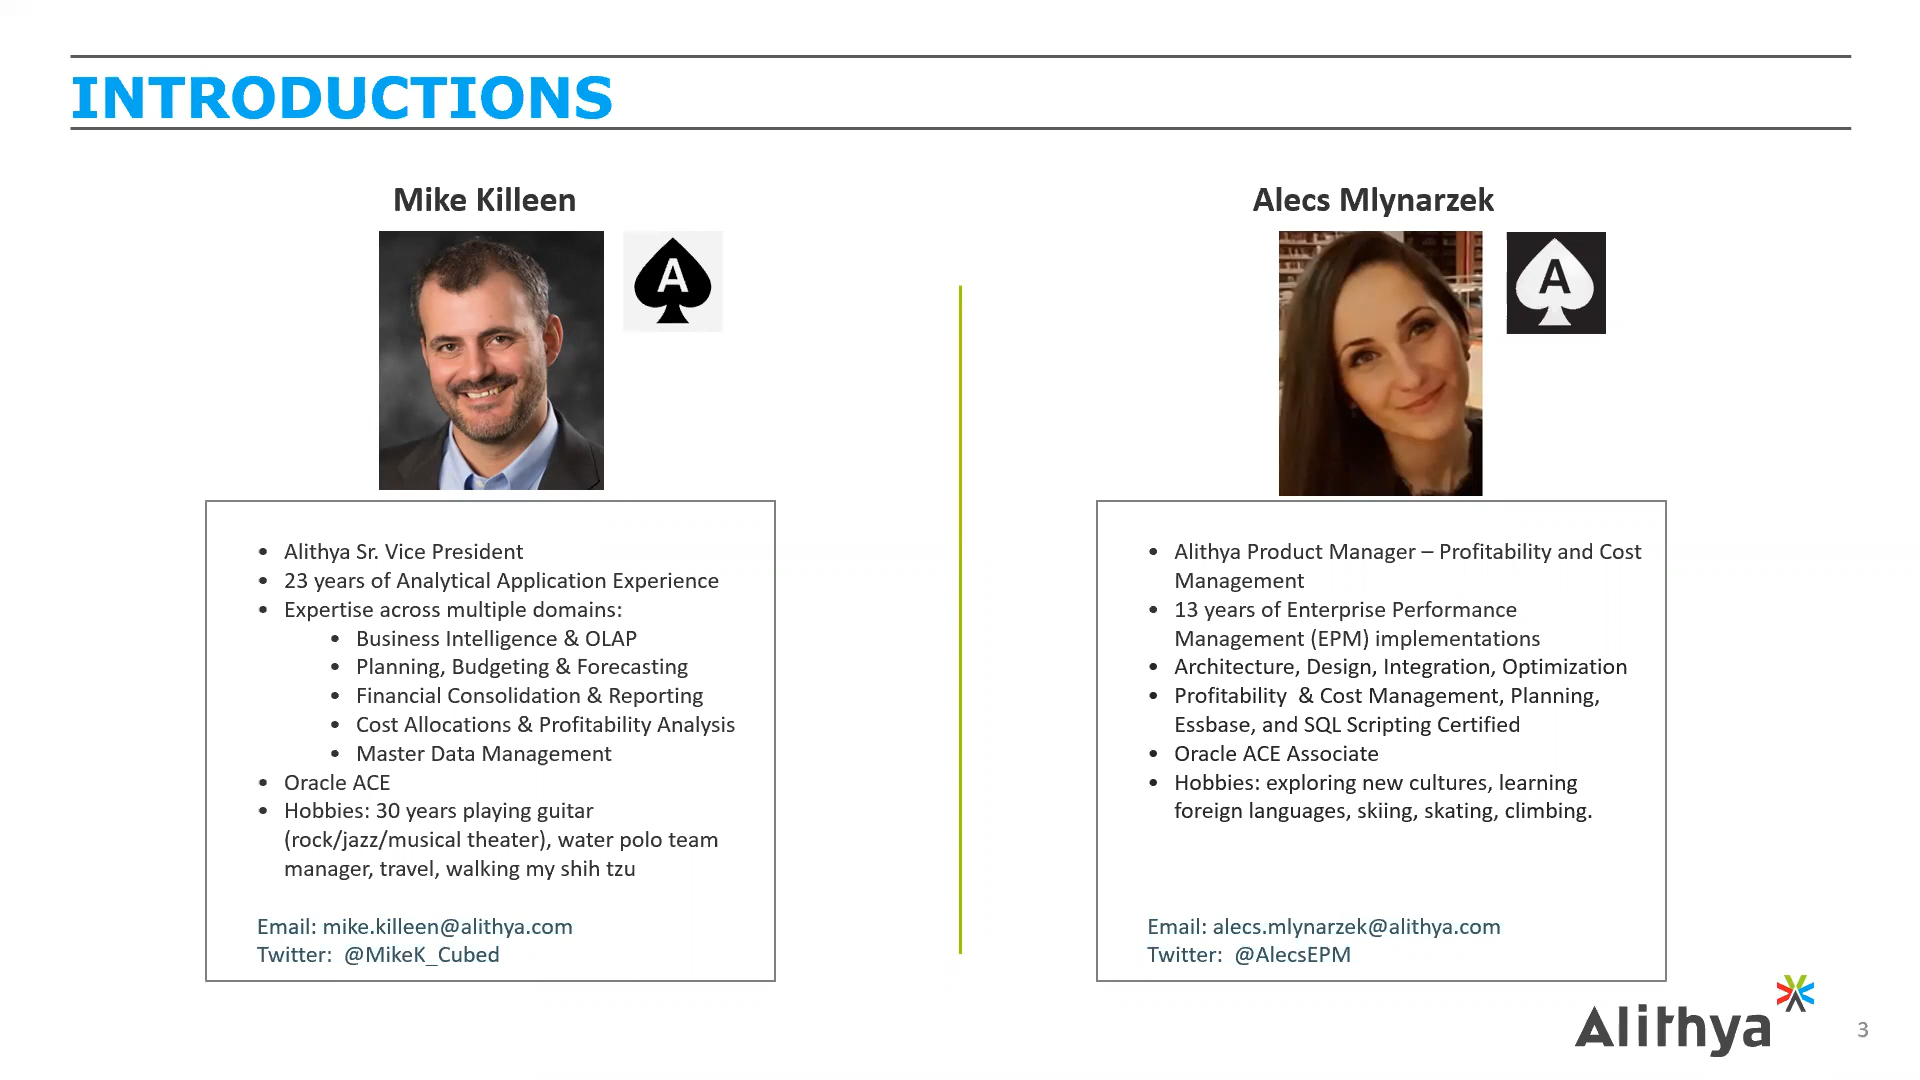 INTRODUCTIONS
Mike Killeen
A
• Alithya Sr. Vice President
• 23 years of Analytical Application Experience
• Expertise across multiple domains:
• Business Intelligence & OLAP
• Planning, Budgeting & Forecasting
• Financial Consolidation & Reporting
• Cost Allocations & Profitability Analysis
• Master Data Management
• Oracle ACE
• Hobbies: 30 years playing guitar
(rock/jazz/musical theater), water polo team
manager, travel, walking my shih tzu
Email: mike.killeen@alithya.com
Twitter:  @MikeK_Cubed
Alecs Mlynarzek
A
• Alithya Product Manager – Profitability and Cost
Management
• 13 years of Enterprise Performance
Management (EPM) implementations
• Architecture, Design, Integration, Optimization
• Profitability  & Cost Management, Planning,
Essbase, and SQL Scripting Certified
• Oracle ACE Associate
• Hobbies: exploring new cultures, learning
foreign languages, skiing, skating, climbing.
Email: alecs.mlynarzek@alithya.com
Twitter:  @AlecsEPM
Alithya
3